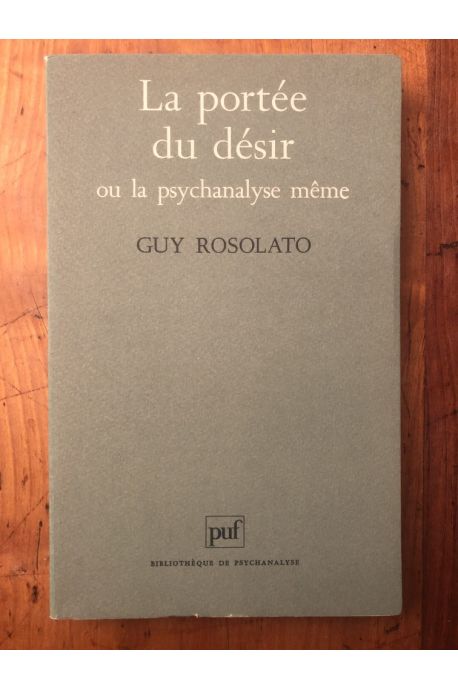 La portée
du désir
ou la psychanalyse même
GUY ROSOLATO
puf
BIBLIOTHÈQUE DE PSYCHANALYSE